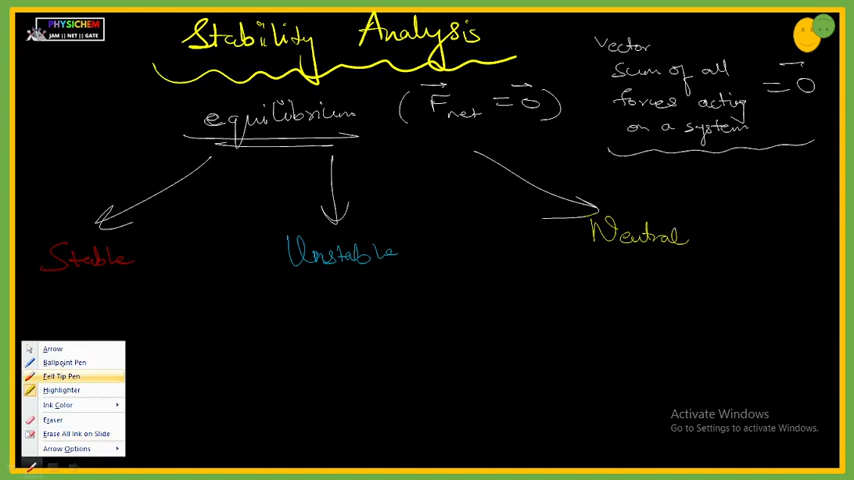 PHYSICHEM
JAM || NET || GATE
Stability Analysis
equilibrium (F net = 0)
Vector
Sum of all
forces acting
on a system
= 0
Stable
Unstable
Neutral
Arrow
Ballpoint Pen
Felt Tip Pen
Highlighter
Ink Color
Eraser
Erase All Ink on Slide
Arrow Options
Activate Windows
Go to Settings to activate Windows.